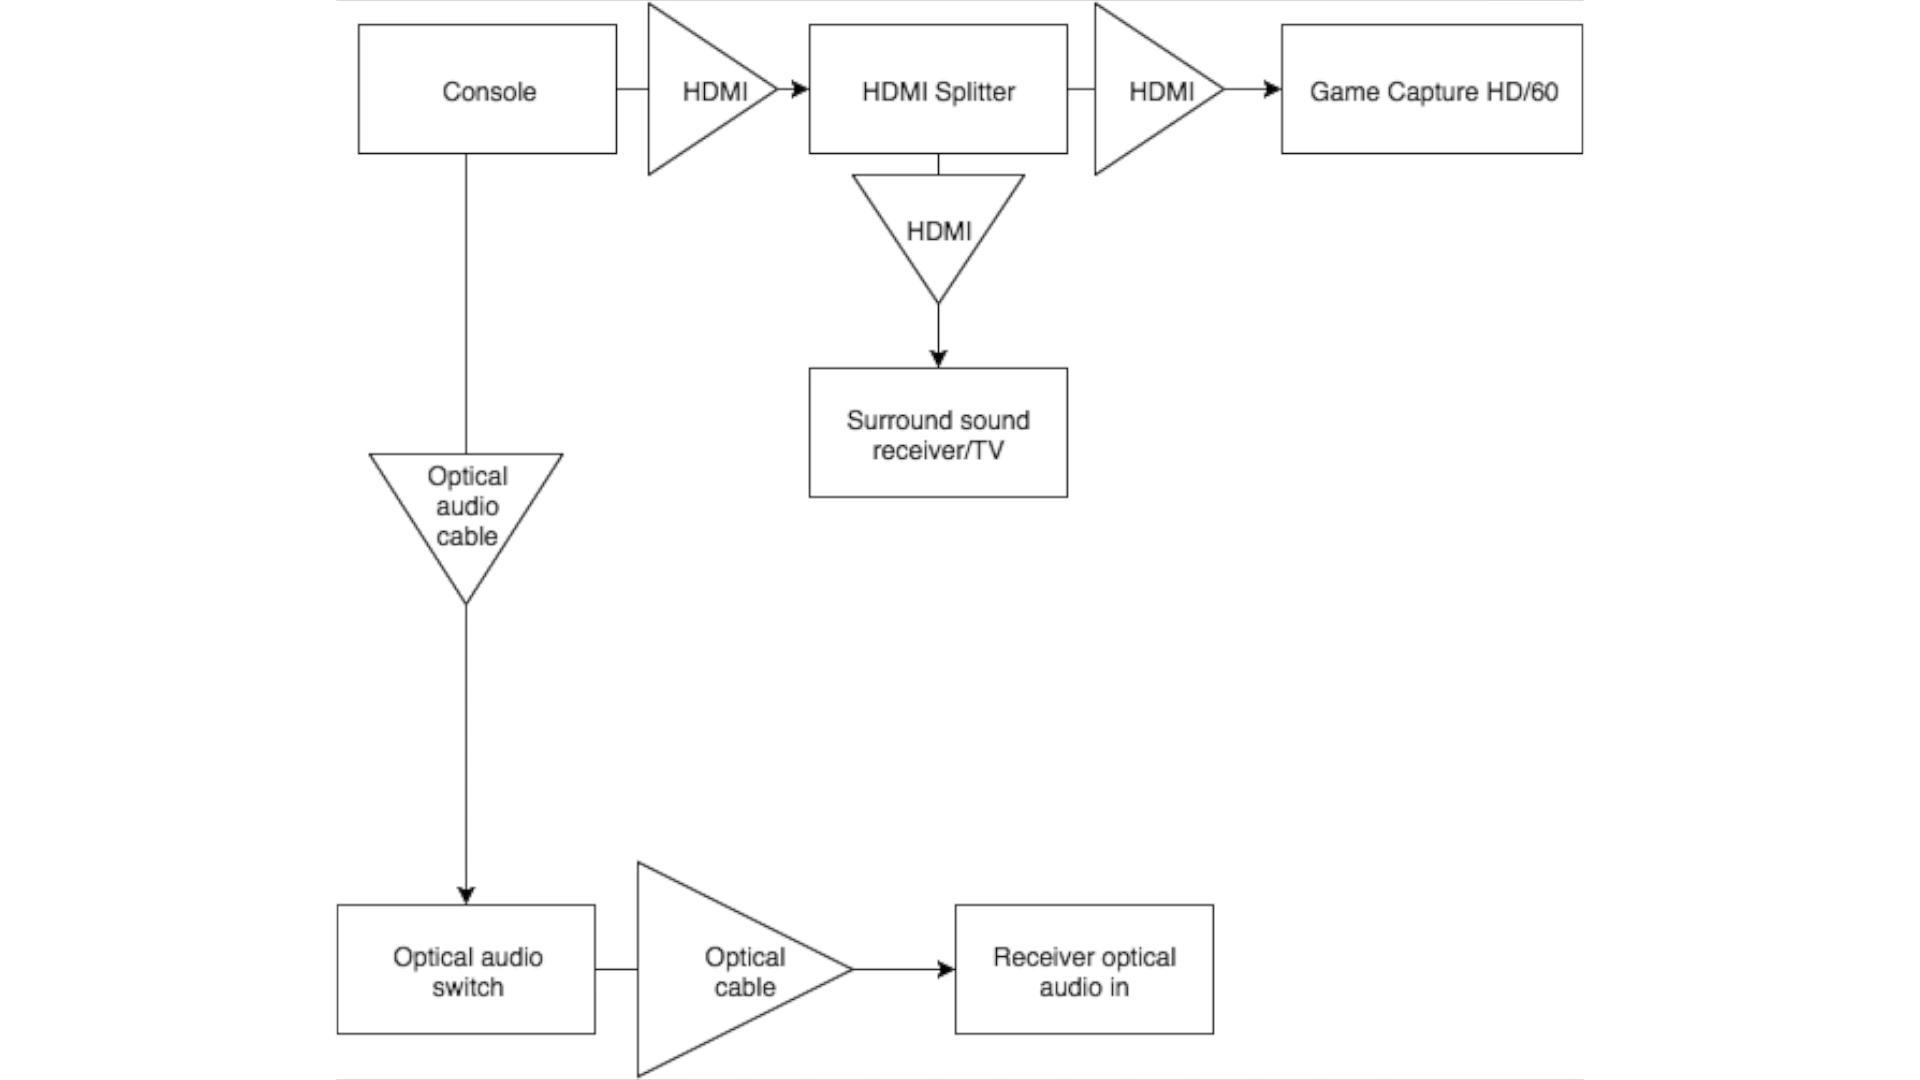 Console
HDMI
HDMI Splitter
HDMI
Game Capture HD/60
HDMI
Surround sound
receiver/TV
Optical
audio
cable
Optical audio
switch
Optical
cable
Receiver optical
audio in